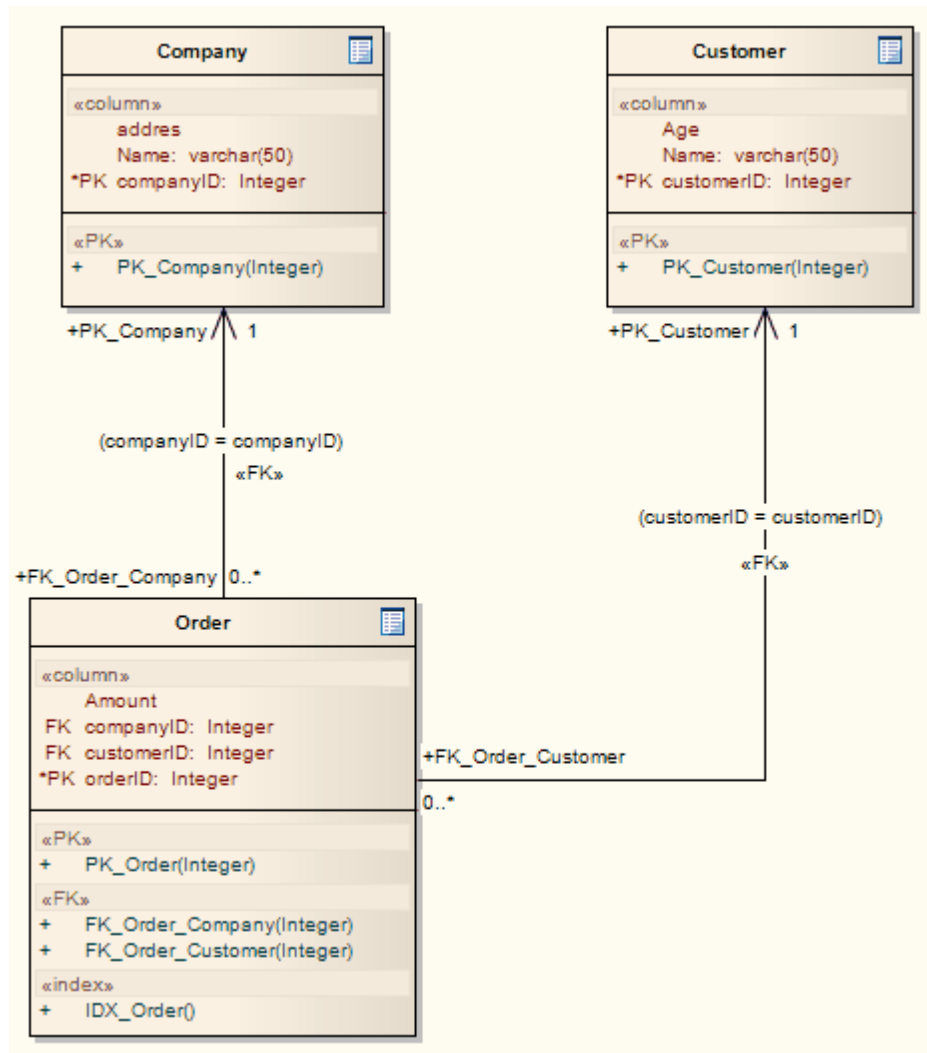 Company
«column»
addres
Name: varchar(50)
*PK companyID: Integer
«PK»
+ PK_Company(Integer)
Customer
«column»
Age
Name: varchar(50)
*PK customerID: Integer
«PK»
+ PK_Customer(Integer)
+PK_Company 1
+PK_Customer 1
(companyID = companyID)
«FK»
(customerID = customerID)
«FK»
+FK_Order_Company 0..*
Order
«column»
Amount
FK companyID: Integer
FK customerID: Integer
*PK orderID: Integer
«PK»
+ PK_Order(Integer)
«FK»
+ FK_Order_Company(Integer)
+ FK_Order_Customer(Integer)
«index»
+ IDX_Order()
+FK_Order_Customer
0..*